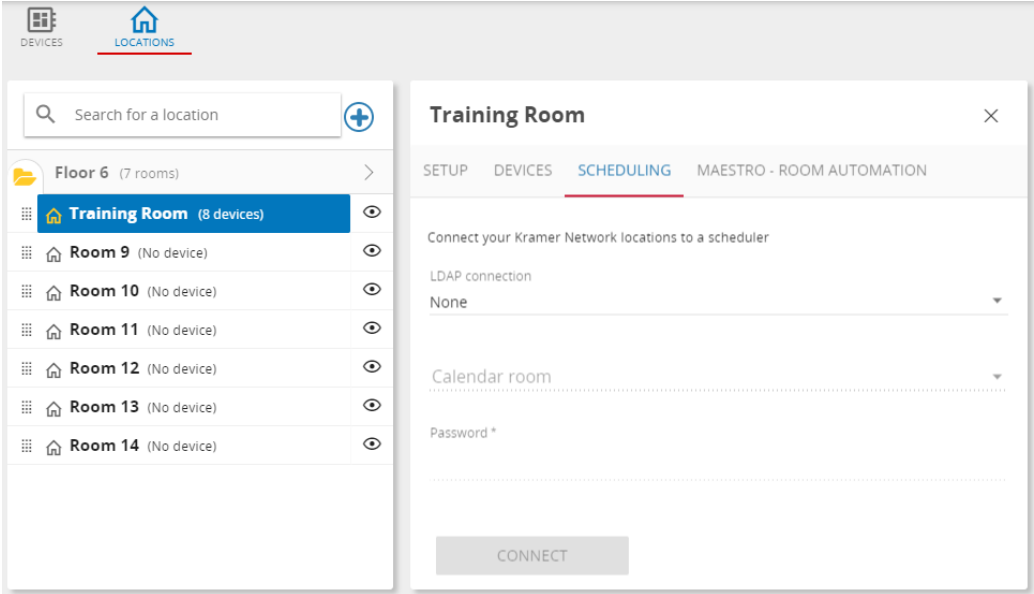 DEVICES
LOCATIONS
Search for a location
Floor 6 (7 rooms)
Training Room (8 devices)
Room 9 (No device)
Room 10 (No device)
Room 11 (No device)
Room 12 (No device)
Room 13 (No device)
Room 14 (No device)
Training Room
SETUP DEVICES SCHEDULING MAESTRO - ROOM AUTOMATION
Connect your Kramer Network locations to a scheduler
LDAP connection
None
Calendar room
Password *
CONNECT